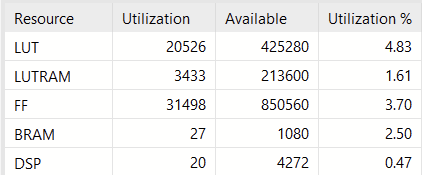 Resource Utilization Available Utilization %
LUT 20526 425280 4.83
LUTRAM 3433 213600 1.61
FF 31498 850560 3.70
BRAM 27 1080 2.50
DSP 20 4272 0.47